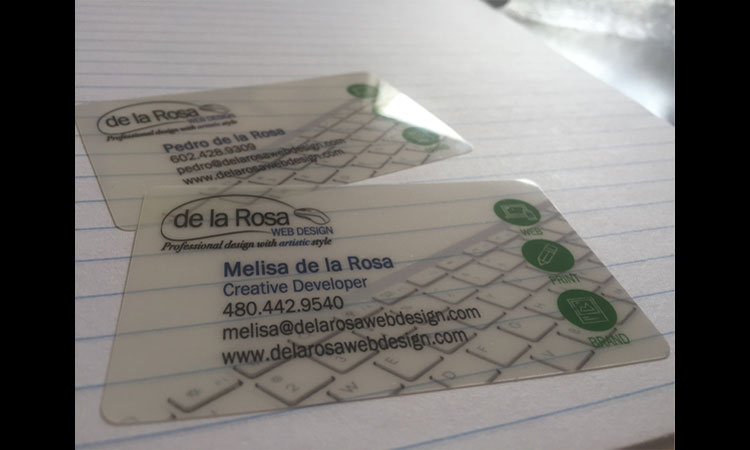 de la Rosa
WEB DESIGN
Professional design with artistic style
Pedro de la Rosa
602.428.9309
pedro@delarosawebdesign.com
www.delarosawebdesign.com
de la Rosa
WEB DESIGN
Professional design with artistic style
Melisa de la Rosa
Creative Developer
480.442.9540
melisa@delarosawebdesign.com
www.delarosawebdesign.com
WEB
PRINT
BRAND